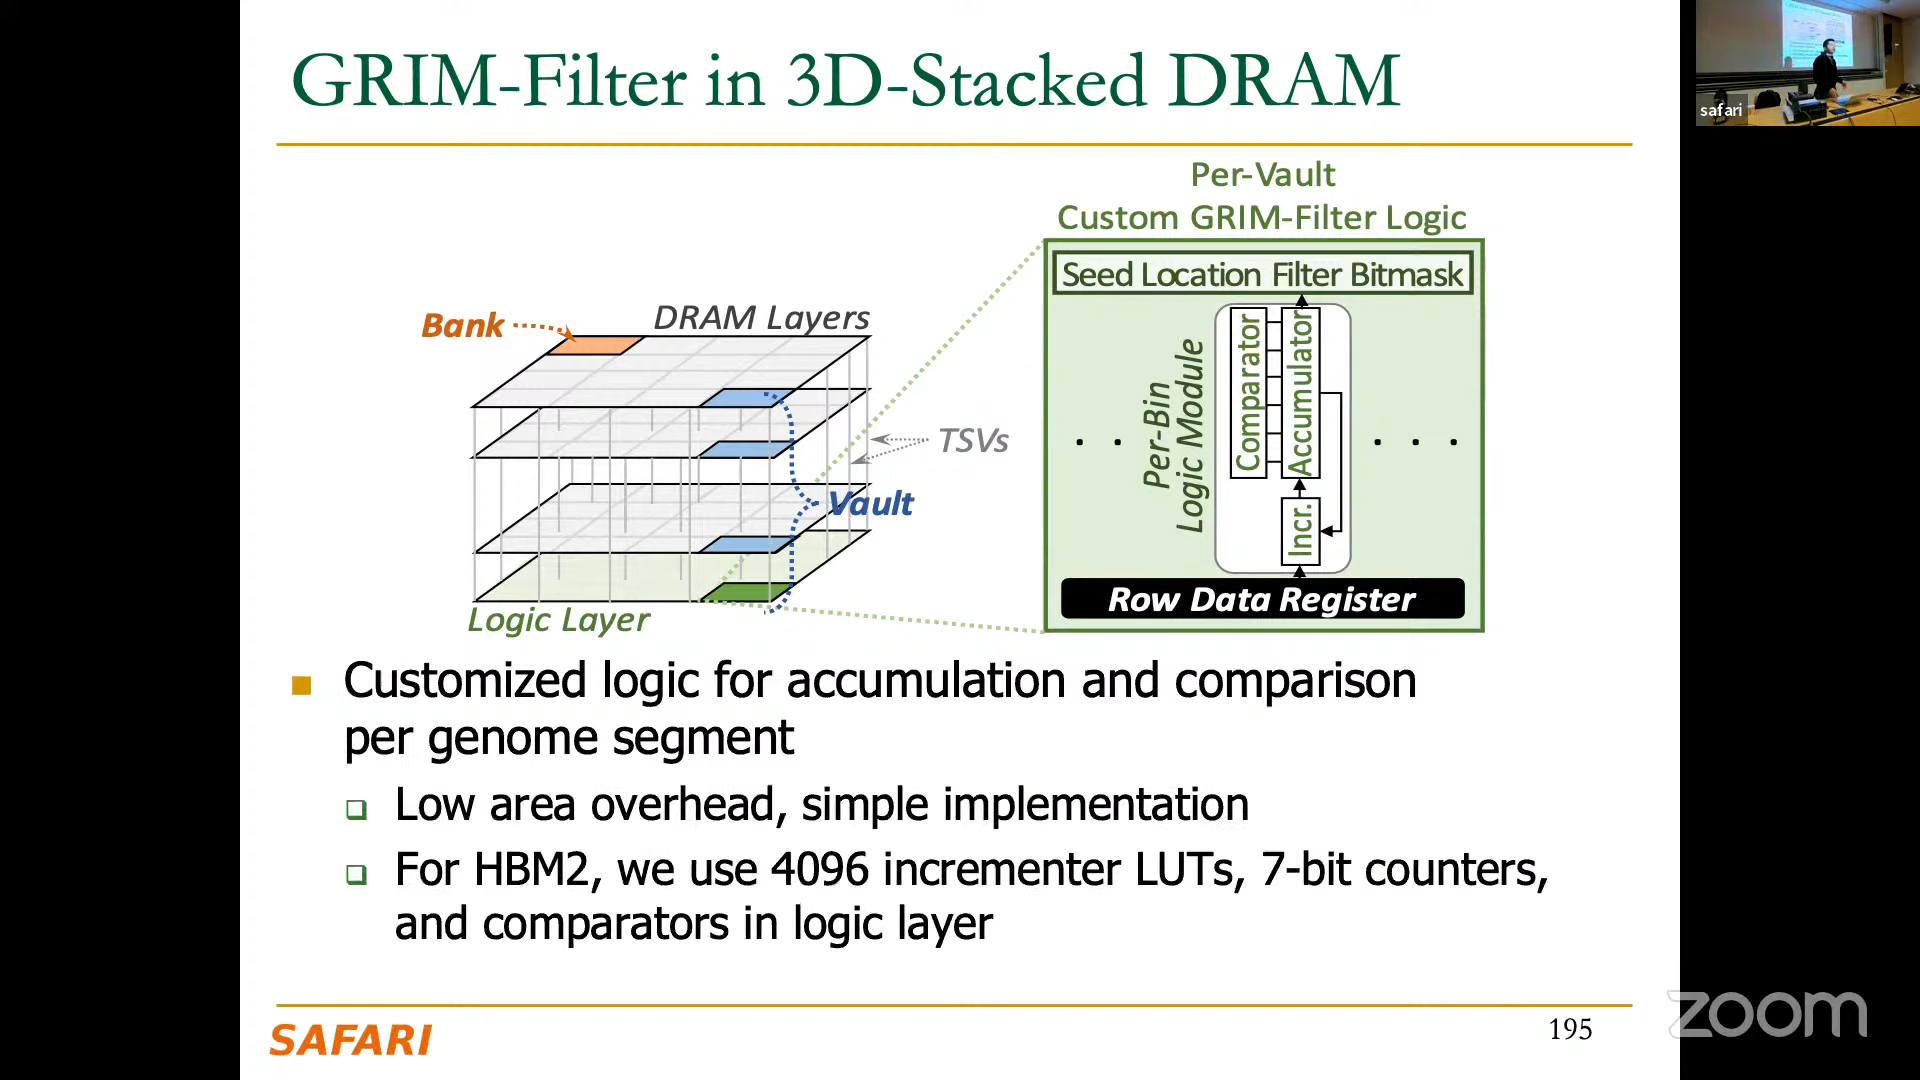 GRIM-Filter in 3D-Stacked DRAM
safari
Per-Vault
Custom GRIM-Filter Logic
Seed Location Filter Bitmask
Bank
DRAM Layers
Comparator
Accumulator
Per-Bin
Logic Module
. .
. . .
TSVs
Vault
Incr.
Row Data Register
Logic Layer
Customized logic for accumulation and comparison
per genome segment
Low area overhead, simple implementation
For HBM2, we use 4096 incrementer LUTs, 7-bit counters,
and comparators in logic layer
SAFARI
195
zoom